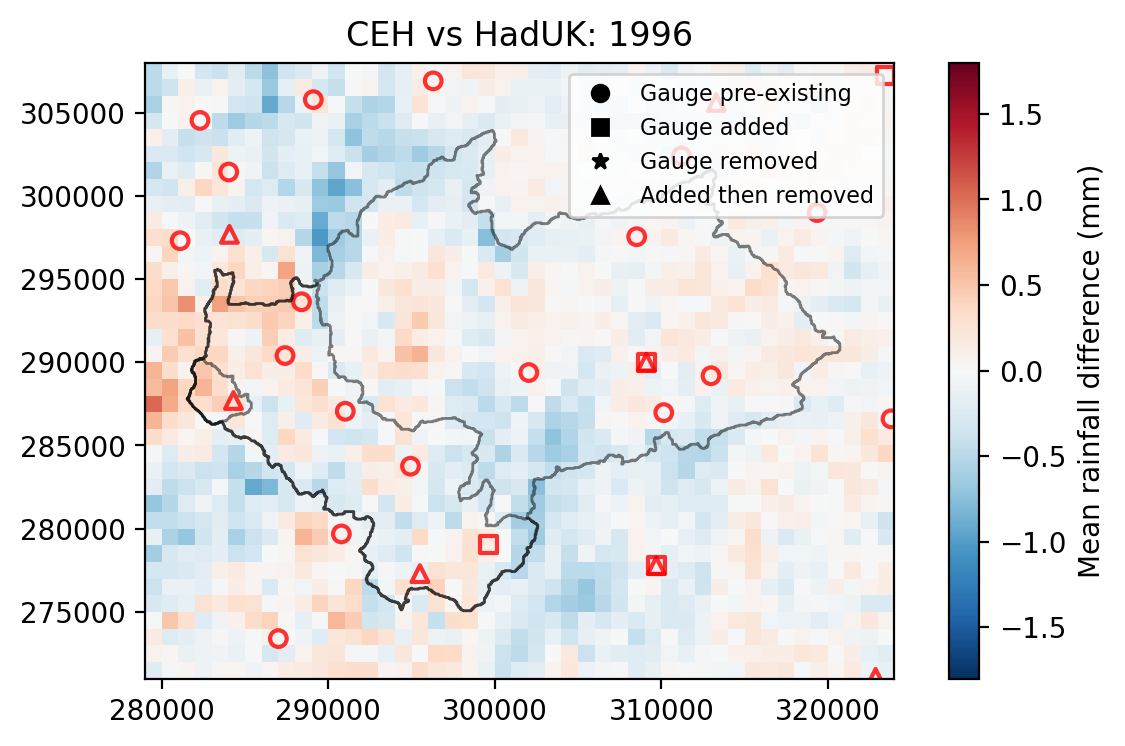 CEH vs HadUK: 1996
Gauge pre-existing
Gauge added
Gauge removed
Added then removed
305000
300000
295000
290000
285000
280000
275000
280000 290000 300000 310000 320000
1.5
1.0
0.5
0.0
−0.5
−1.0
−1.5
Mean rainfall difference (mm)